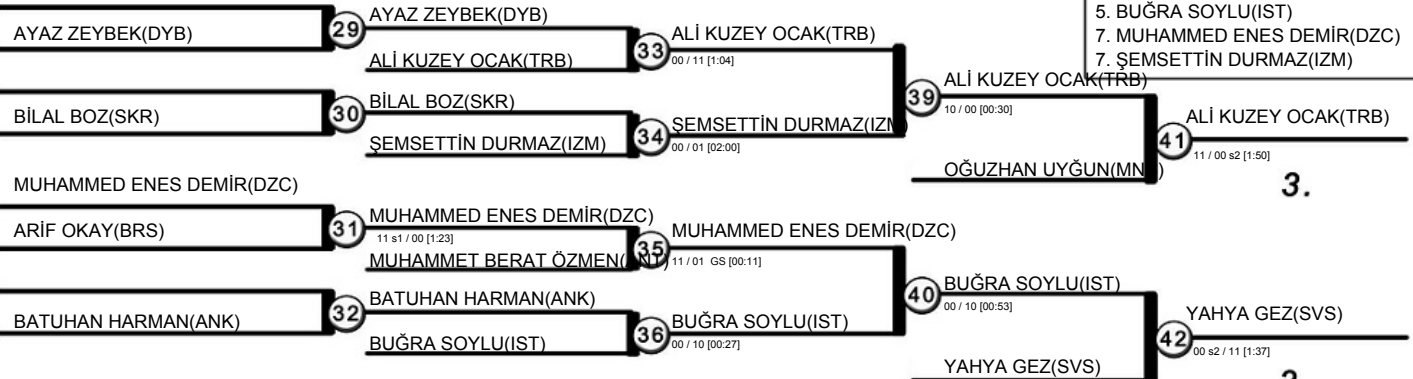 5. BUĞRA SOYLU(IST)
7. MUHAMMED ENES DEMİR(DZC)
7. ŞEMSETTİN DURMAZ(IZM)
AYAZ ZEYBEK(DYB)
29
BİLAL BOZ(SKR)
30
MUHAMMED ENES DEMİR(DZC)
ARİF OKAY(BRS)
31
BATUHAN HARMAN(ANK)
32
AYAZ ZEYBEK(DYB)
ALİ KUZEY OCAK(TRB)
33
BİLAL BOZ(SKR)
ŞEMSETTİN DURMAZ(IZM)
34
MUHAMMED ENES DEMİR(DZC)
11 s1 / 00 [1:23]
MUHAMMET BERAT ÖZMEN(
35
BATUHAN HARMAN(ANK)
BUĞRA SOYLU(IST)
36
ALİ KUZEY OCAK(TRB)
00 / 11 [1:04]
ŞEMSETTİN DURMAZ(IZM)
00 / 01 [02:00]
39
MUHAMMED ENES DEMİR(DZC)
11 / 01 GS [00:11]
BUĞRA SOYLU(IST)
00 / 10 [00:27]
40
ALİ KUZEY OCAK(TRB)
10 / 00 [00:30]
OĞUZHAN UYĞUN(
41
BUĞRA SOYLU(IST)
00 / 10 [00:53]
YAHYA GEZ(SVS)
42
ALİ KUZEY OCAK(TRB)
11 / 00 s2 [1:50]
3.
YAHYA GEZ(SVS)
00 s2 / 11 [1:37]